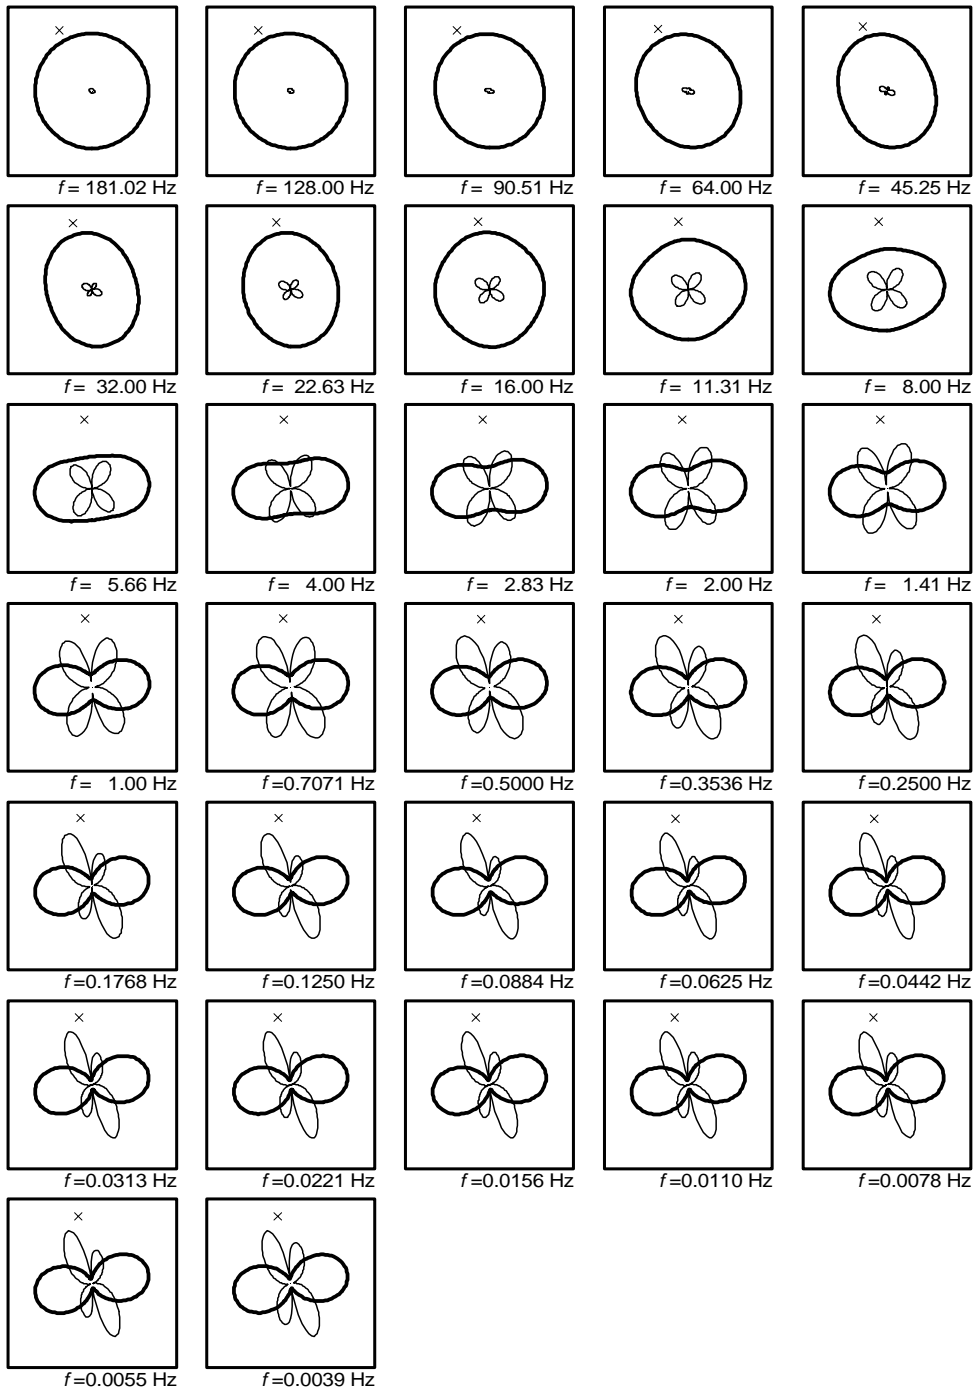 f = 181.02 Hz f = 128.00 Hz f = 90.51 Hz f = 64.00 Hz f = 45.25 Hz
f = 32.00 Hz f = 22.63 Hz f = 16.00 Hz f = 11.31 Hz f = 8.00 Hz
f = 5.66 Hz f = 4.00 Hz f = 2.83 Hz f = 2.00 Hz f = 1.41 Hz
f = 1.00 Hz f =0.7071 Hz f =0.5000 Hz f =0.3536 Hz f =0.2500 Hz
f =0.1768 Hz f =0.1250 Hz f =0.0884 Hz f =0.0625 Hz f =0.0442 Hz
f =0.0313 Hz f =0.0221 Hz f =0.0156 Hz f =0.0110 Hz f =0.0078 Hz
f =0.0055 Hz f =0.0039 Hz